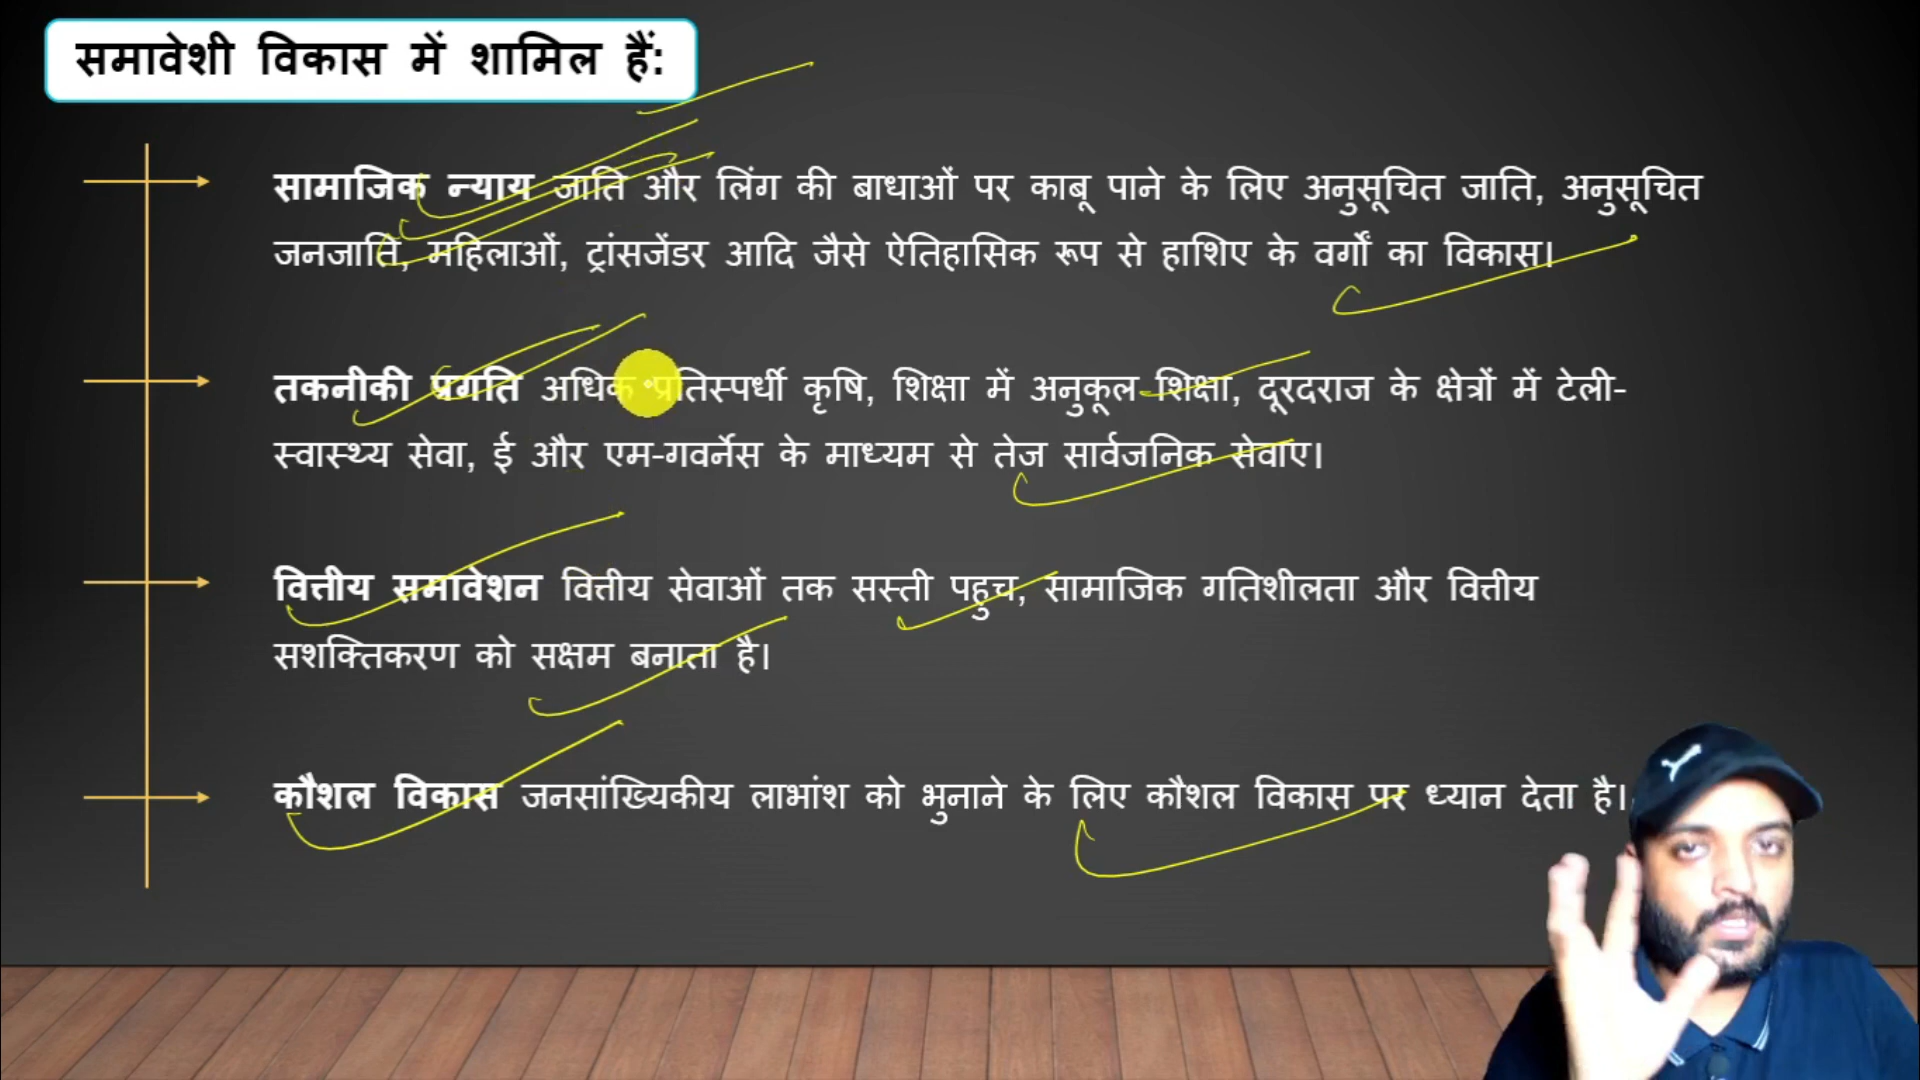 समावेशी विकास में शामिल हैं:
सामाजिक न्याय जाति और लिंग की बाधाओं पर काबू पाने के लिए अनुसूचित जाति, अनुसूचित
जनजाति, महिलाओं, ट्रांसजेंडर आदि जैसे ऐतिहासिक रूप से हाशिए के वर्गों का विकास।
तकनीकी प्रगति अधिक प्रतिस्पर्धी कृषि, शिक्षा में अनुकूल शिक्षा, दूरदराज के क्षेत्रों में टेली-
स्वास्थ्य सेवा, ई और एम-गवर्नेस के माध्यम से तेज सार्वजनिक सेवाए।
वित्तीय समावेशन वित्तीय सेवाओं तक सस्ती पहुच, सामाजिक गतिशीलता और वित्तीय
सशक्तिकरण को सक्षम बनाता है।
कौशल विकास जनसांख्यिकीय लाभांश को भुनाने के लिए कौशल विकास पर ध्यान देता है।